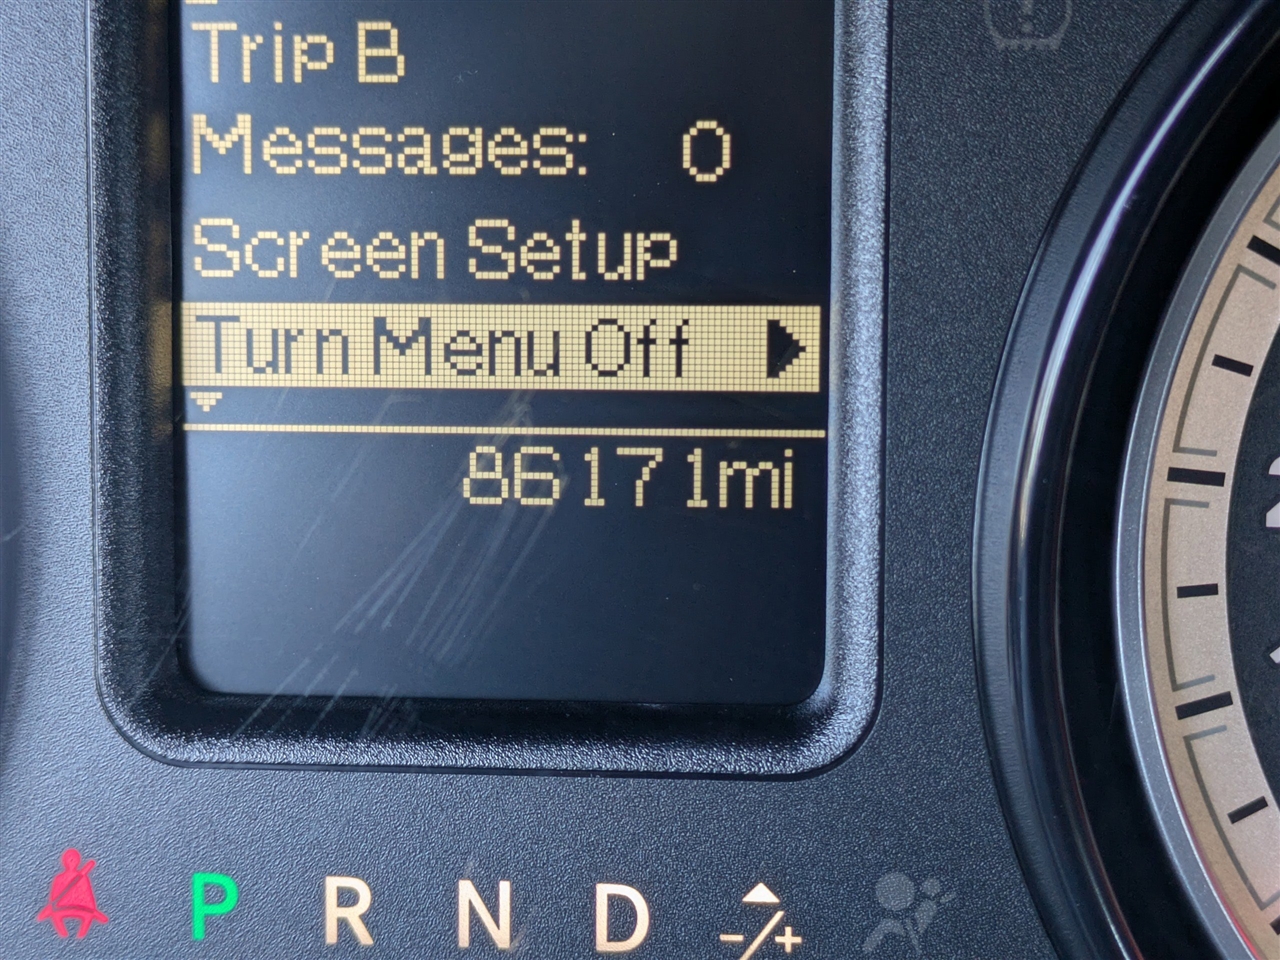 Trip B
Messages: 0
Screen Setup
Turn Menu Off
86171mi
P R N D -/+